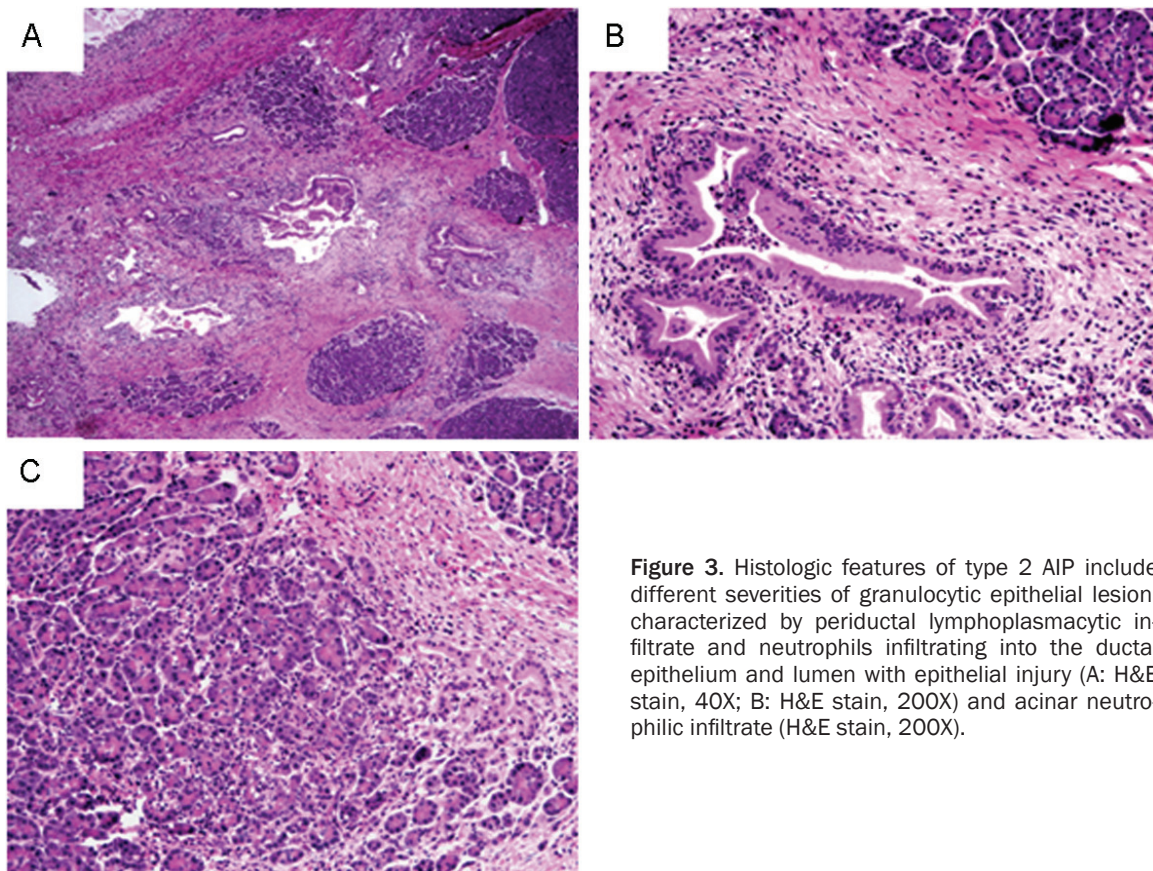 A
B
C
Figure 3. Histologic features of type 2 AIP include
different severities of granulocytic epithelial lesion
characterized by periductal lymphoplasmacytic in-
filtrate and neutrophils infiltrating into the ducta
epithelium and lumen with epithelial injury (A: H&E
stain, 40X; B: H&E stain, 200X) and acinar neutro-
philic infiltrate (H&E stain, 200X).